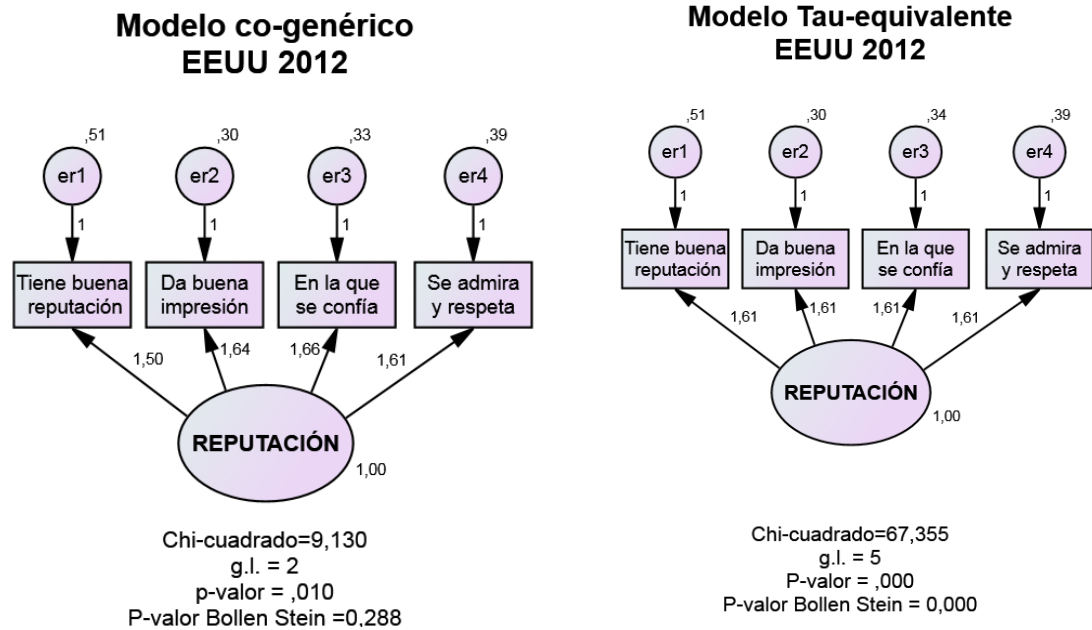 Modelo co-genérico
EEUU 2012
,51
,30
,33
,39
er1
er2
er3
er4
1
1
1
1
Tiene buena
reputación
Da buena
impresión
En la que
se confía
Se admira
y respeta
1,50
1,64
1,66
1,61
REPUTACIÓN
1,00
Chi-cuadrado=9,130
g.l. = 2
p-valor = ,010
P-valor Bollen Stein =0,288
Modelo Tau-equivalente
EEUU 2012
,51
,30
,34
,39
er1
er2
er3
er4
1
1
1
1
Tiene buena
reputación
Da buena
impresión
En la que
se confía
Se admira
y respeta
1,61
1,61
1,61
1,61
REPUTACIÓN
1,00
Chi-cuadrado=67,355
g.l. = 5
P-valor = ,000
P-valor Bollen Stein = 0,000